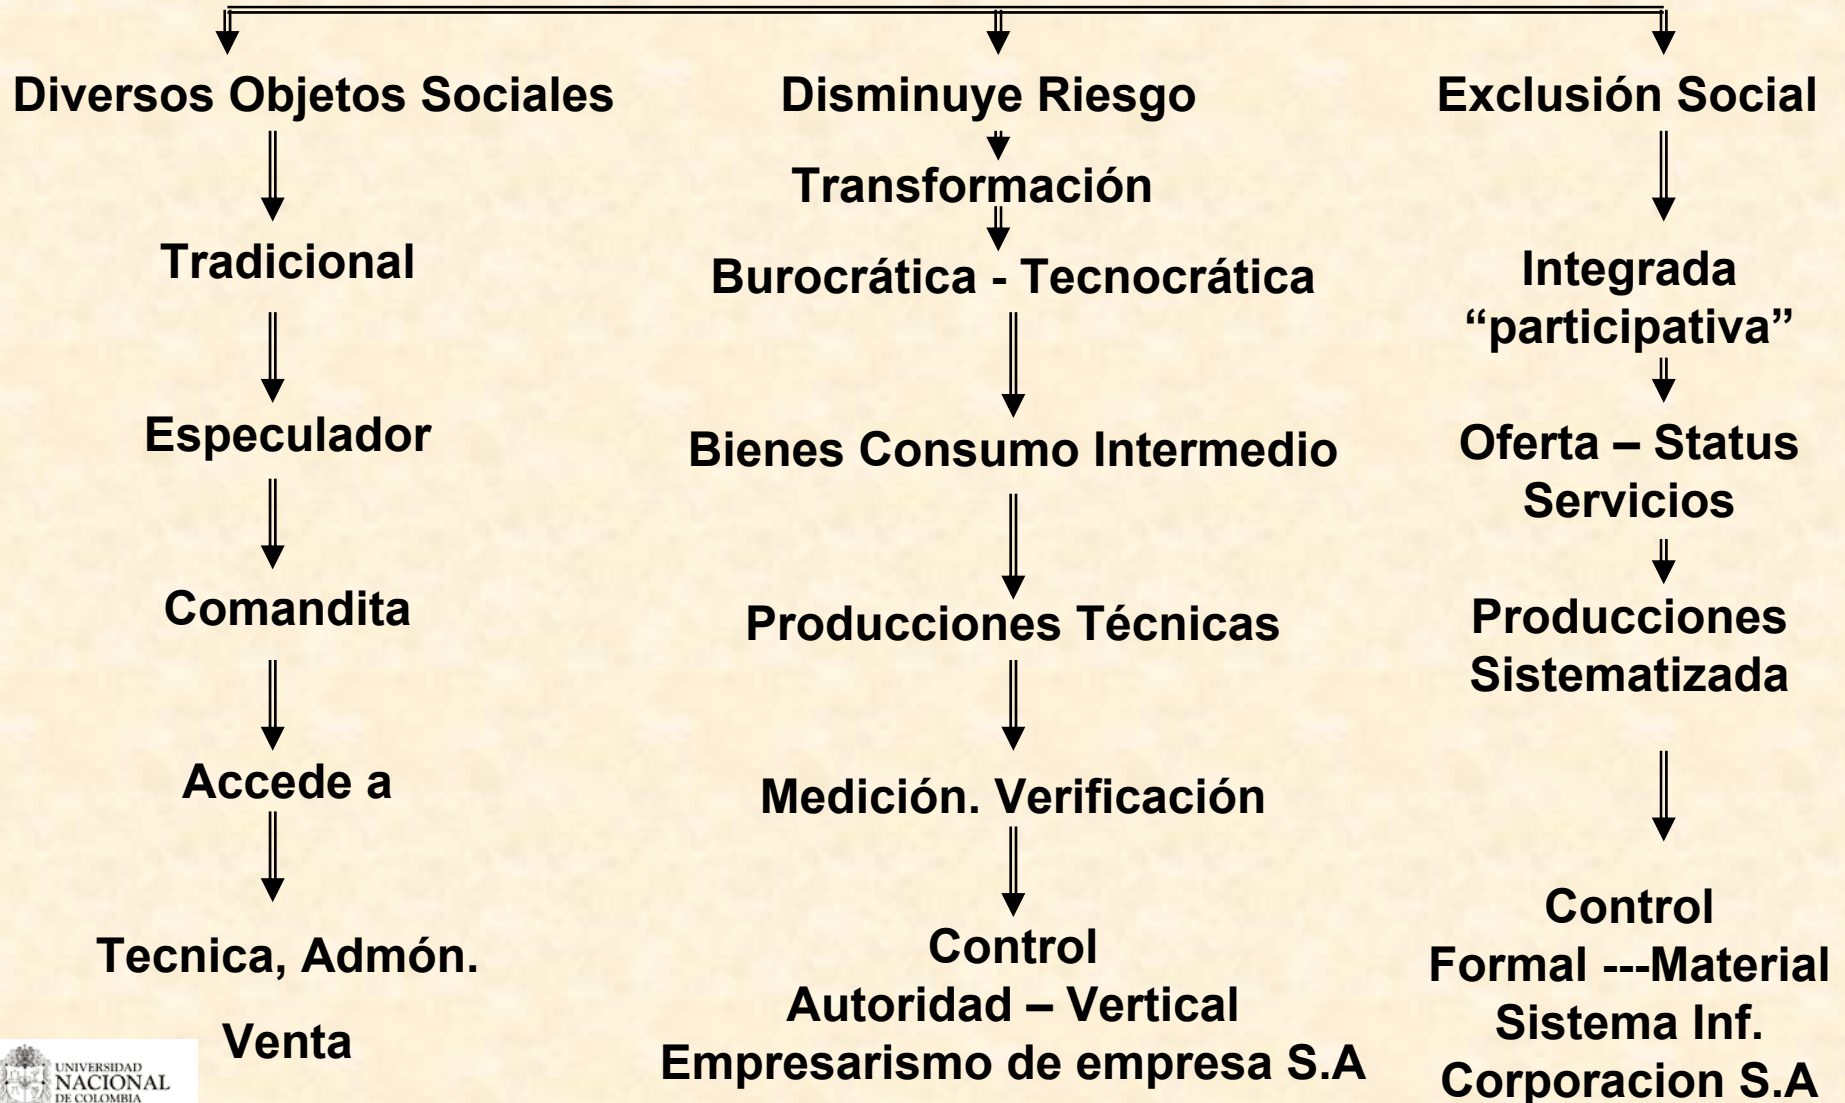 Diversos Objetos Sociales
Tradicional
Especulador
Comandita
Accede a
Tecnica, Admón.
Venta
Disminuye Riesgo
Transformación
Burocrática - Tecnocrática
Bienes Consumo Intermedio
Producciones Técnicas
Medición. Verificación
Control
Autoridad – Vertical
Empresarismo de empresa S.A
Exclusión Social
Integrada
“participativa”
Oferta – Status
Servicios
Producciones
Sistematizada
Control
Formal ---Material
Sistema Inf.
Corporacion S.A
UNIVERSIDAD
NACIONAL
DE COLOMBIA